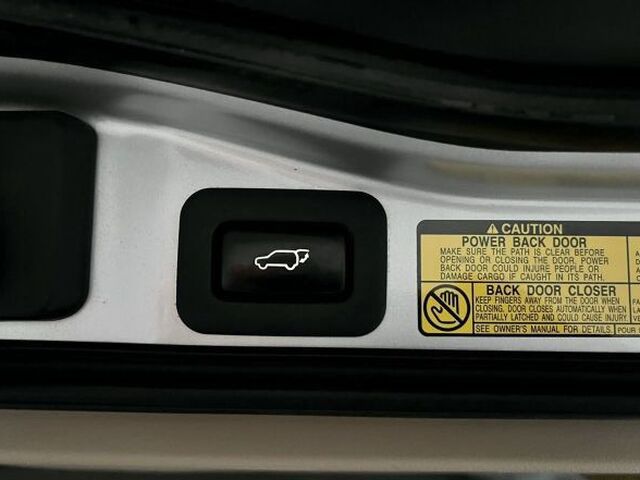 CAUTION
POWER BACK DOOR
MAKE SURE THE PATH IS CLEAR BEFORE
OPENING OR CLOSING THE DOOR. POWER
BACK DOOR COULD INJURE PEOPLE OR
DAMAGE CARGO IF CAUGHT IN ITS PATH.
BACK DOOR CLOSER
KEEP FINGERS AWAY FROM THE DOOR WHEN
CLOSING. DOOR CLOSES AUTOMATICALLY WHEN
PARTIALLY LATCHED AND COULD CAUSE INJURY.
SEE OWNER'S MANUAL FOR DETAILS.